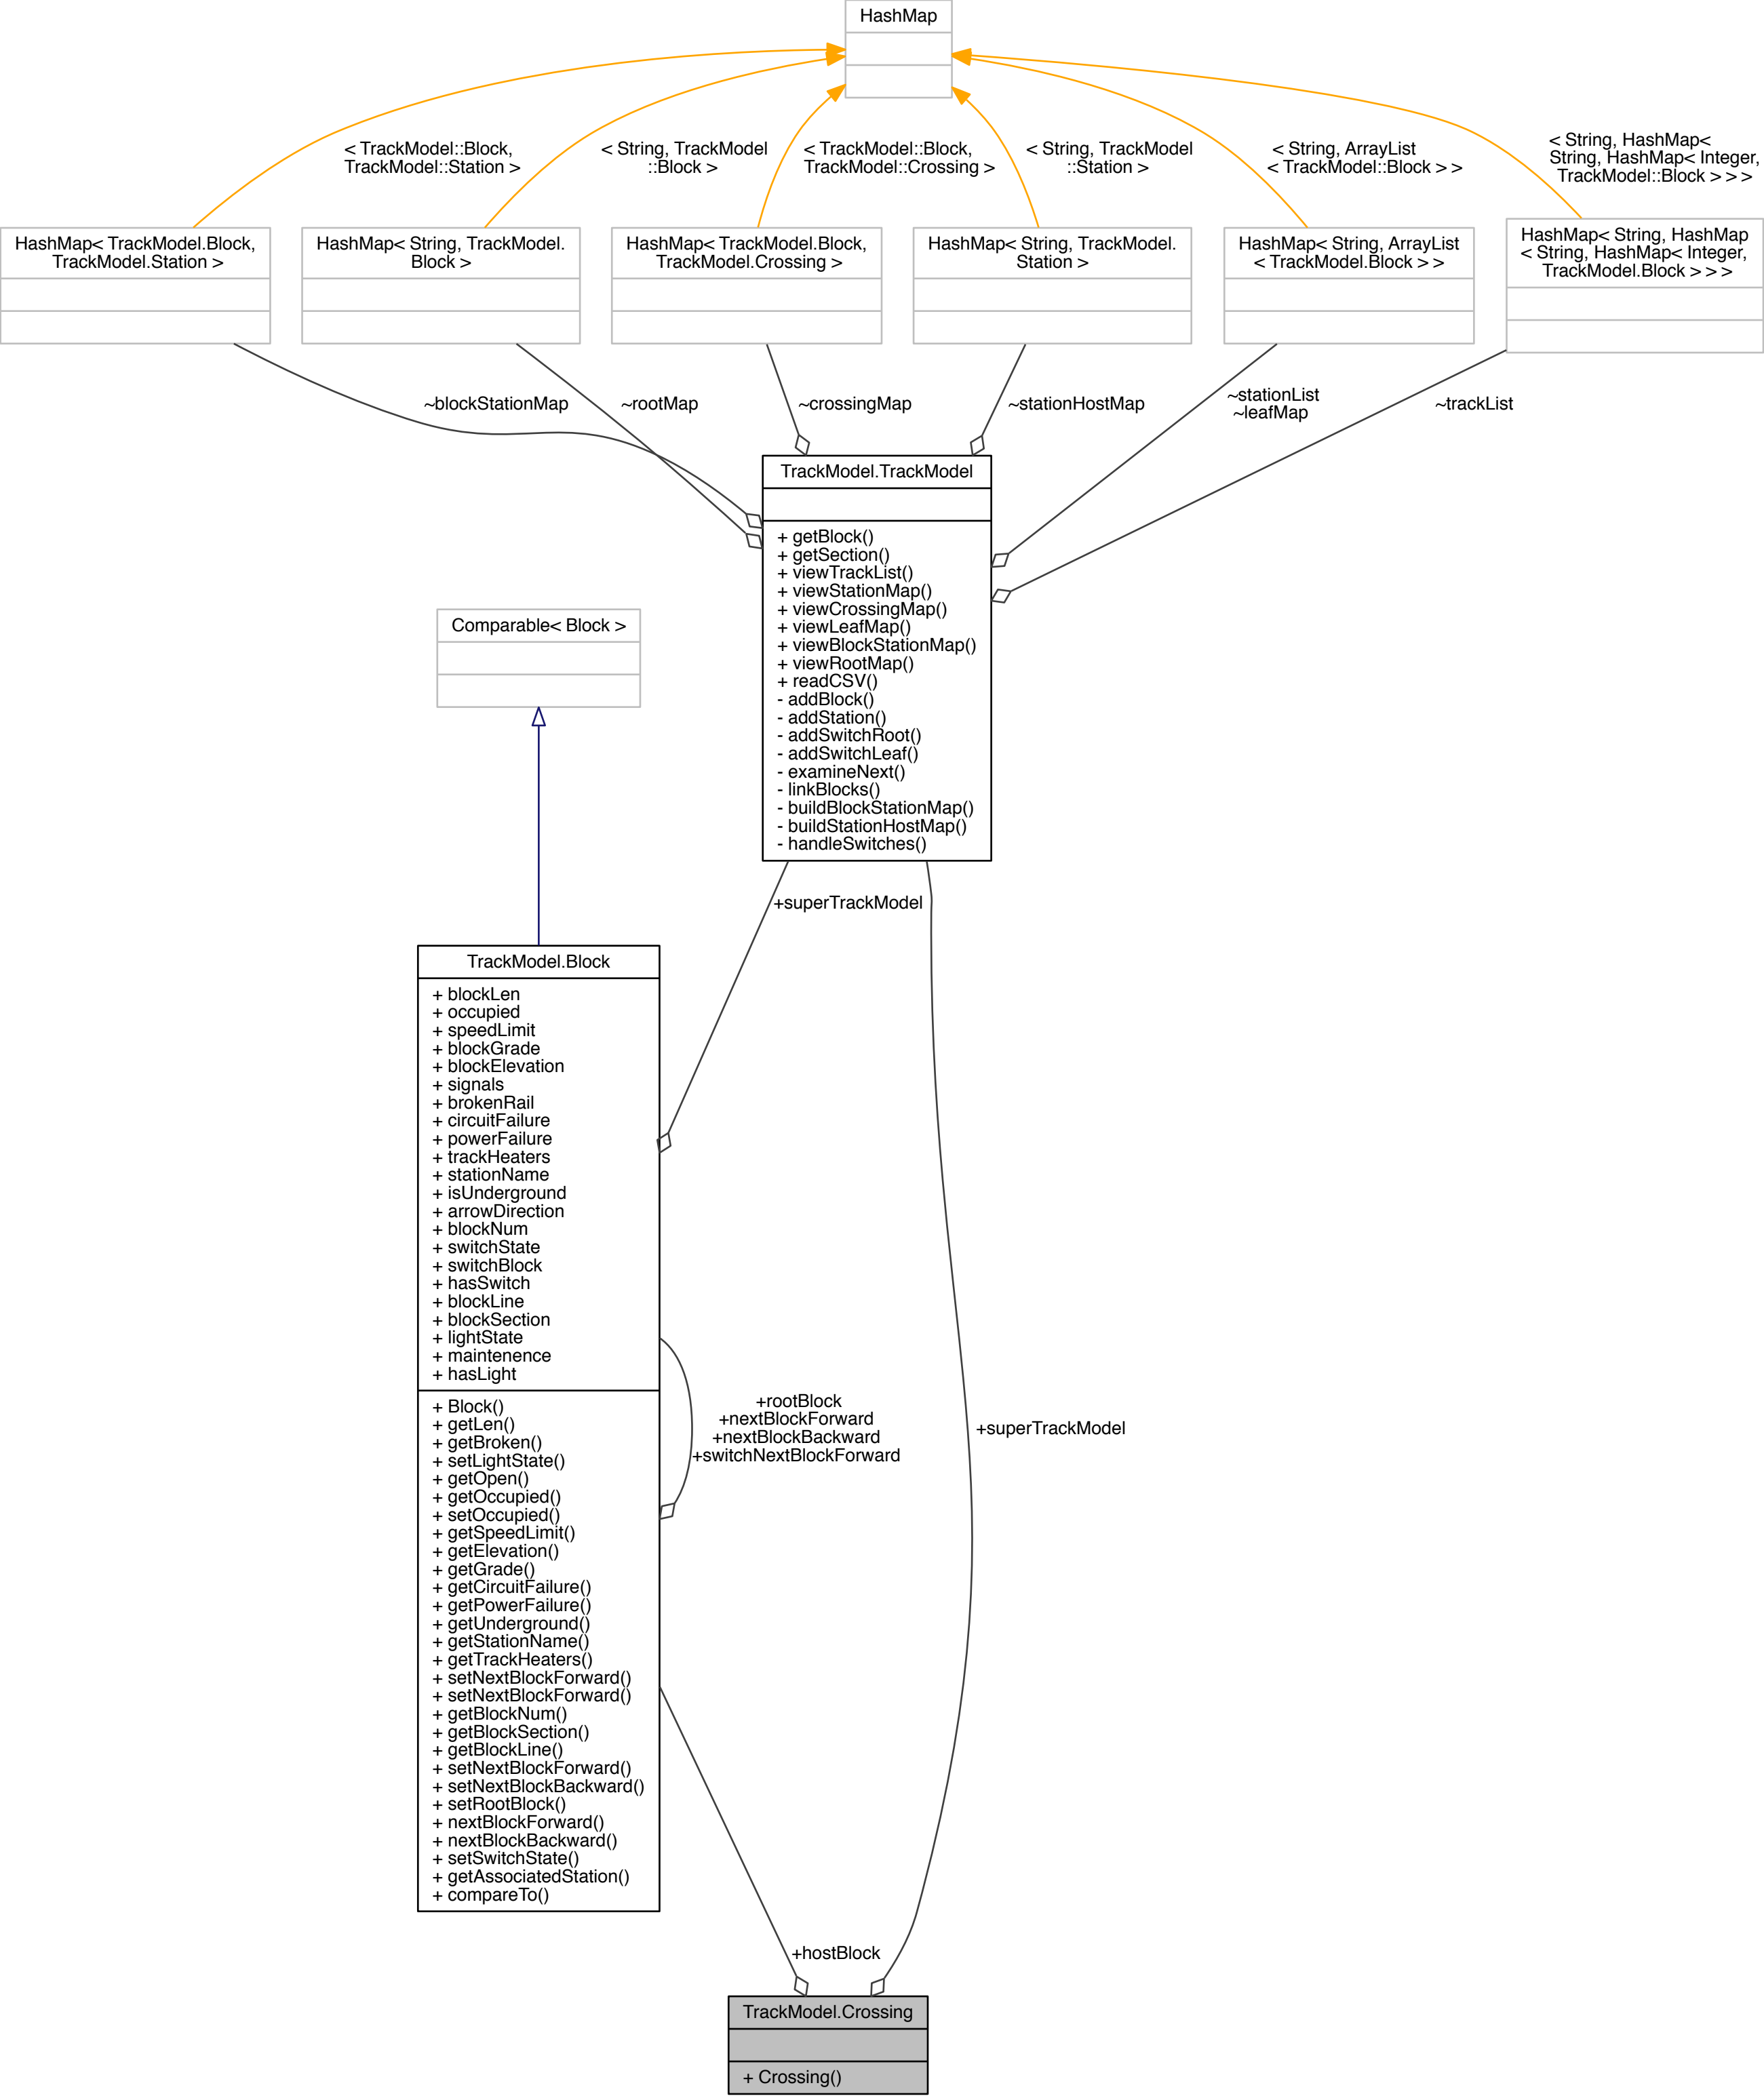 HashMap
< TrackModel::Block,
TrackModel::Station >
< String, TrackModel
::Block >
< TrackModel::Block,
TrackModel::Crossing >
< String, TrackModel
::Station >
< String, ArrayList
< TrackModel::Block > >
< String, HashMap<
String, HashMap< Integer,
TrackModel::Block > > >
HashMap< TrackModel.Block,
TrackModel.Station >
HashMap< String, TrackModel.
Block >
HashMap< TrackModel.Block,
TrackModel.Crossing >
HashMap< String, TrackModel.
Station >
HashMap< String, ArrayList
< TrackModel.Block > >
HashMap< String, HashMap
< String, HashMap< Integer,
TrackModel.Block > > >
~blockStationMap
~rootMap
~crossingMap
~stationHostMap
~stationList
~leafMap
~trackList
TrackModel.TrackModel
+ getBlock()
+ getSection()
+ viewTrackList()
+ viewStationMap()
+ viewCrossingMap()
+ viewLeafMap()
+ viewBlockStationMap()
+ viewRootMap()
+ readCSV()
- addBlock()
- addStation()
- addSwitchRoot()
- addSwitchLeaf()
- examineNext()
- linkBlocks()
- buildBlockStationMap()
- buildStationHostMap()
- handleSwitches()
Comparable< Block >
+superTrackModel
TrackModel.Block
+ blockLen
+ occupied
+ speedLimit
+ blockGrade
+ blockElevation
+ signals
+ brokenRail
+ circuitFailure
+ powerFailure
+ trackHeaters
+ stationName
+ isUnderground
+ arrowDirection
+ blockNum
+ switchState
+ switchBlock
+ hasSwitch
+ blockLine
+ blockSection
+ lightState
+ maintenence
+ hasLight
+ Block()
+ getLen()
+ getBroken()
+ setLightState()
+ getOpen()
+ getOccupied()
+ setOccupied()
+ getSpeedLimit()
+ getElevation()
+ getGrade()
+ getCircuitFailure()
+ getPowerFailure()
+ getUnderground()
+ getStationName()
+ getTrackHeaters()
+ setNextBlockForward()
+ setNextBlockForward()
+ getBlockNum()
+ getBlockSection()
+ getBlockLine()
+ setNextBlockForward()
+ setNextBlockBackward()
+ setRootBlock()
+ nextBlockForward()
+ nextBlockBackward()
+ setSwitchState()
+ getAssociatedStation()
+ compareTo()
+rootBlock
+nextBlockForward
+nextBlockBackward
+switchNextBlockForward
+superTrackModel
+hostBlock
TrackModel.Crossing
+ Crossing()